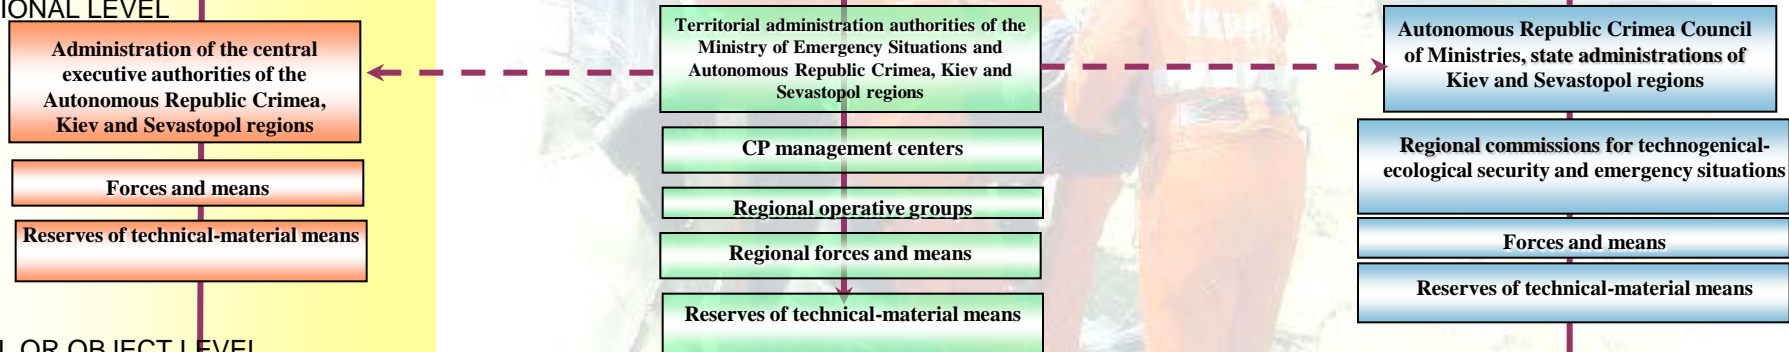 IONAL LEVEL
Administration of the central
executive authorities of the
Autonomous Republic Crimea,
Kiev and Sevastopol regions
Forces and means
Reserves of technical-material means
Territorial administration authorities of the
Ministry of Emergency Situations and
Autonomous Republic Crimea, Kiev and
Sevastopol regions
CP management centers
Regional operative groups
Regional forces and means
Reserves of technical-material means
Autonomous Republic Crimea Council
of Ministries, state administrations of
Kiev and Sevastopol regions
Regional commissions for technogenical-
ecological security and emergency situations
Forces and means
Reserves of technical-material means
L OR OBJECT LEVEL